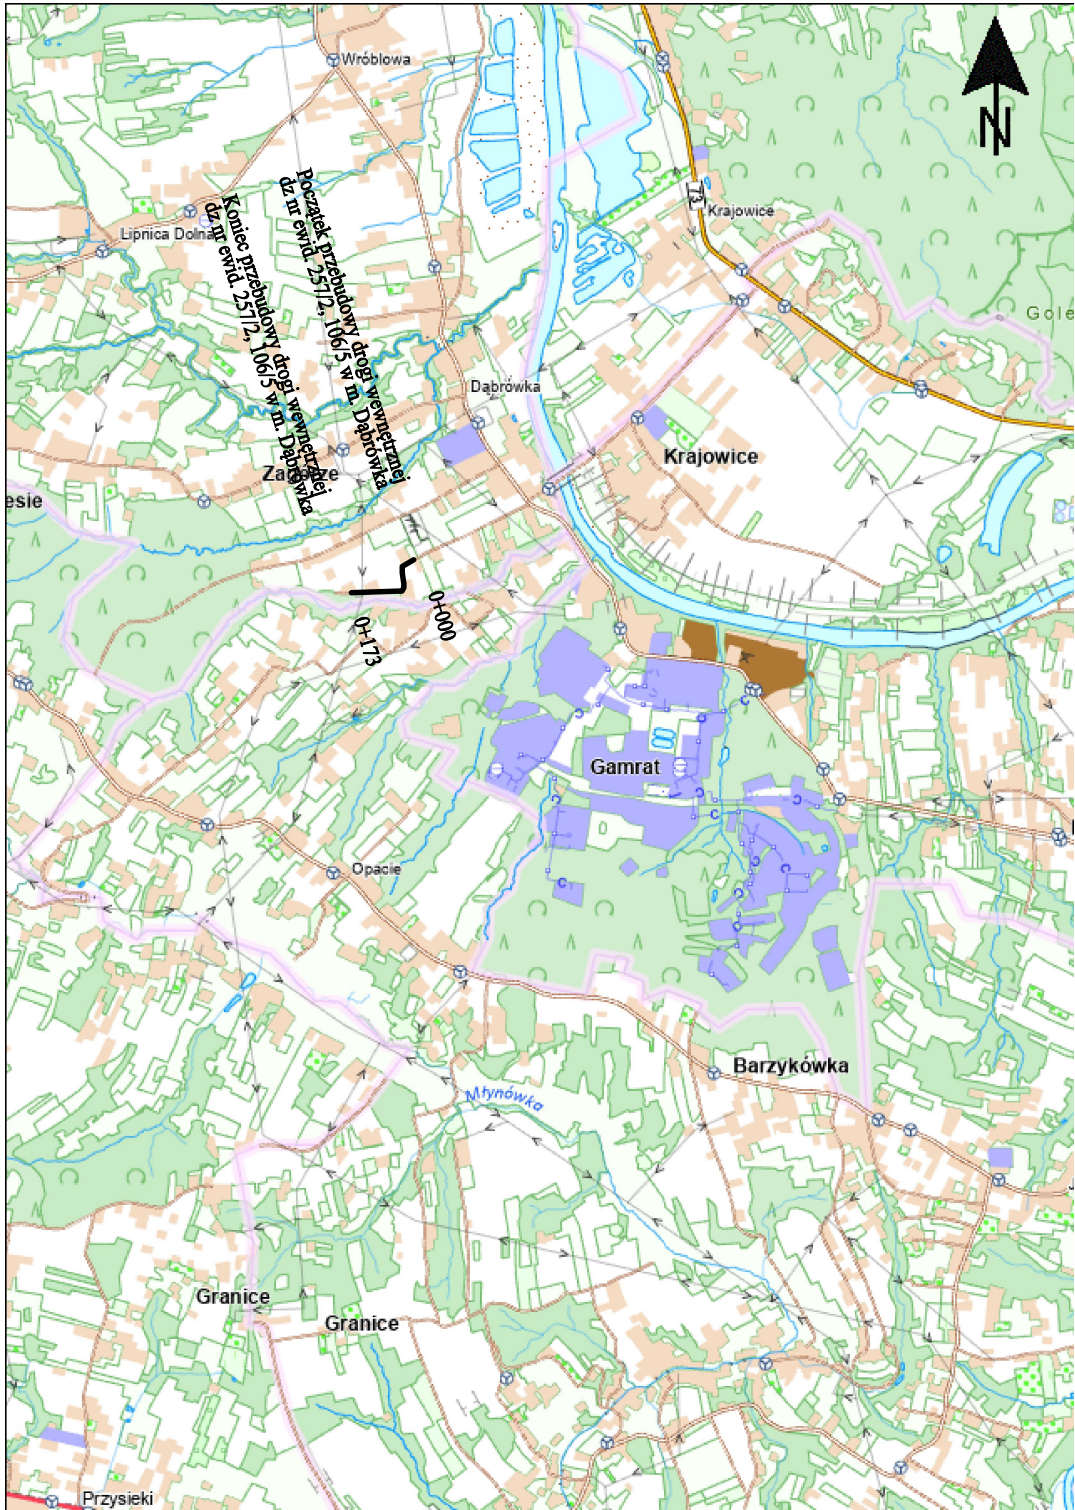 Wróblowa
N
73
Krajowice
Lipnica Dolna
Początek przebudowy drogi wewnętrznej
dz nr ewid. 257/2, 106/5 w m. Dąbrówka
Koniec przebudowy drogi wewnętrznej
dz nr ewid. 257/2, 106/5 w m. Dąbrówka
Gole
Dąbrówka
Krajowice
esie
0+000
0+173
Gamrat
Opacie
Barzykówka
Młynówka
Granice
Granice
Przysieki